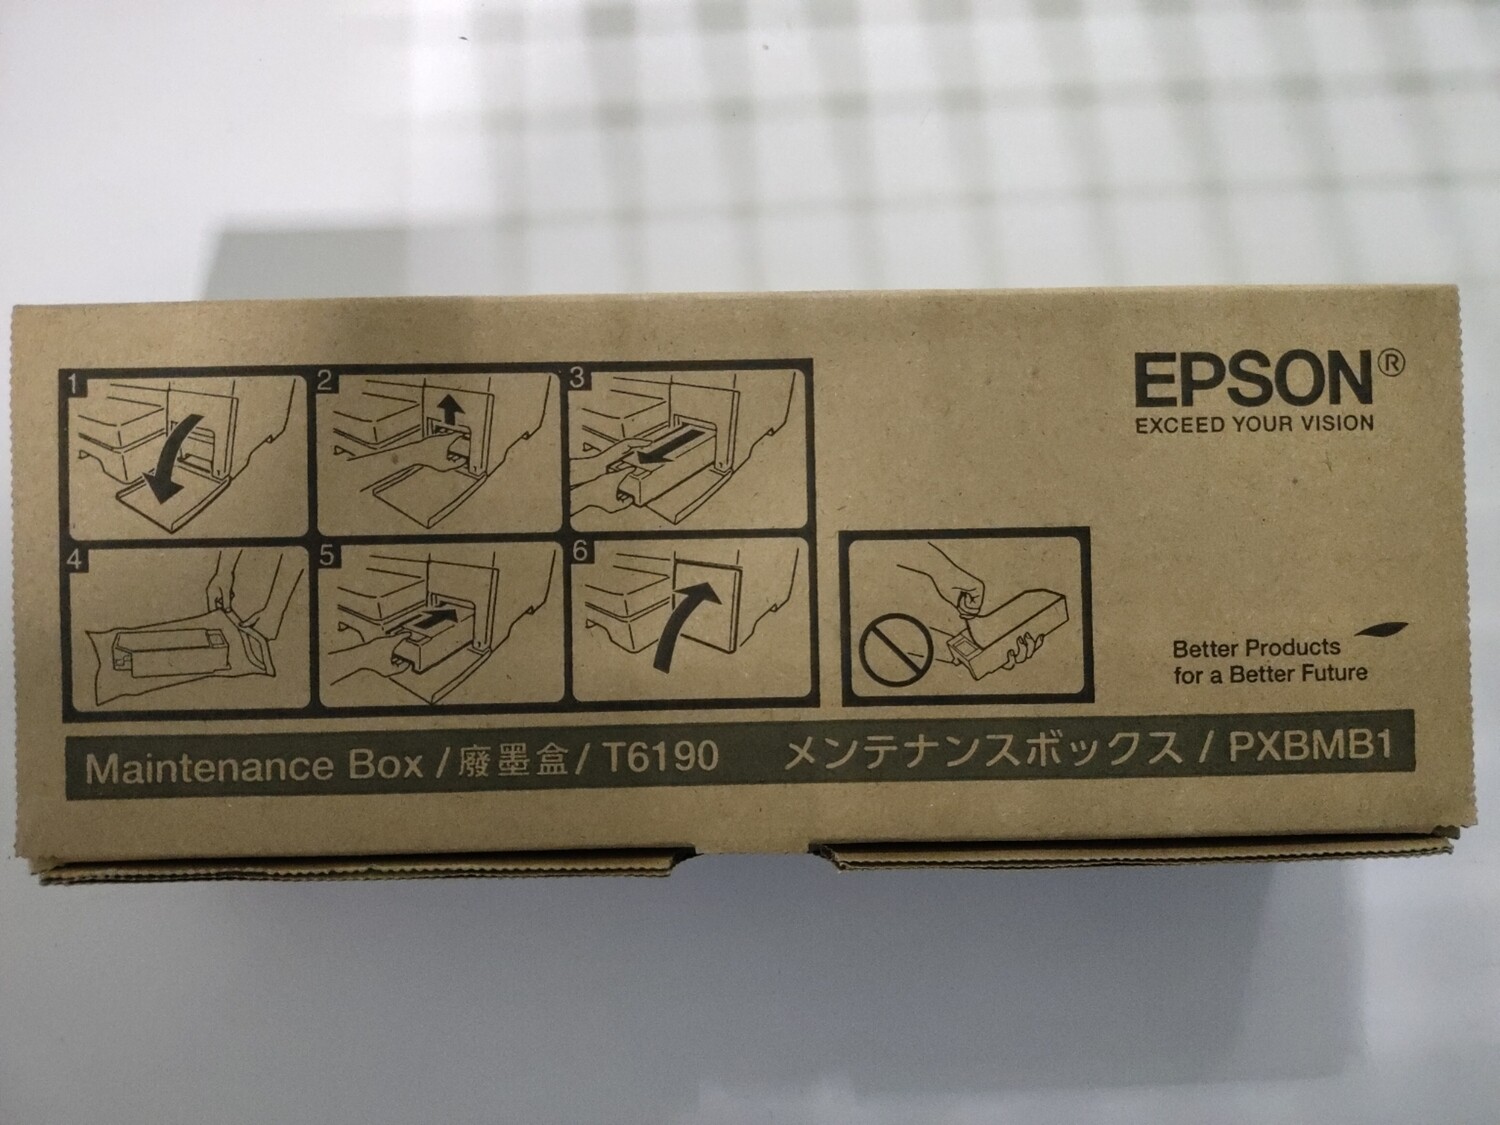 EPSON®
EXCEED YOUR VISION
1
2
3
4
5
6
Better Products
for a Better Future
Maintenance Box / 廢墨盒 / T6190 メンテナンスボックス / PXBMB1